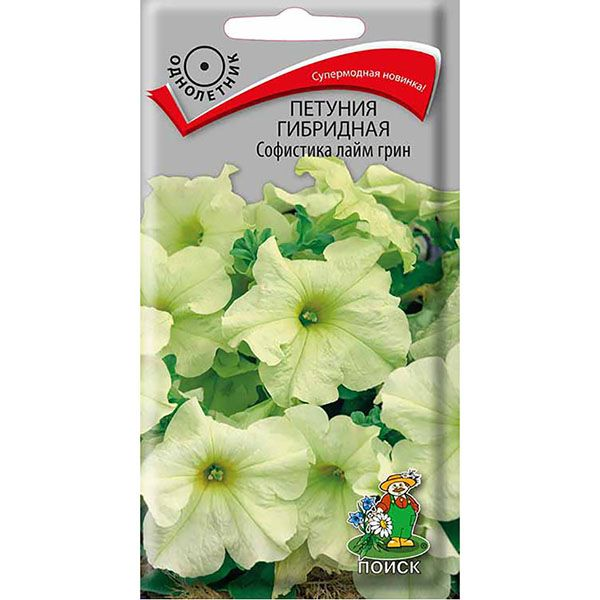 ОДНОЛЕТНИК
Супермодная новинка!
ПЕТУНИЯ
ГИБРИДНАЯ
Софистика лайм грин
ПОИСК